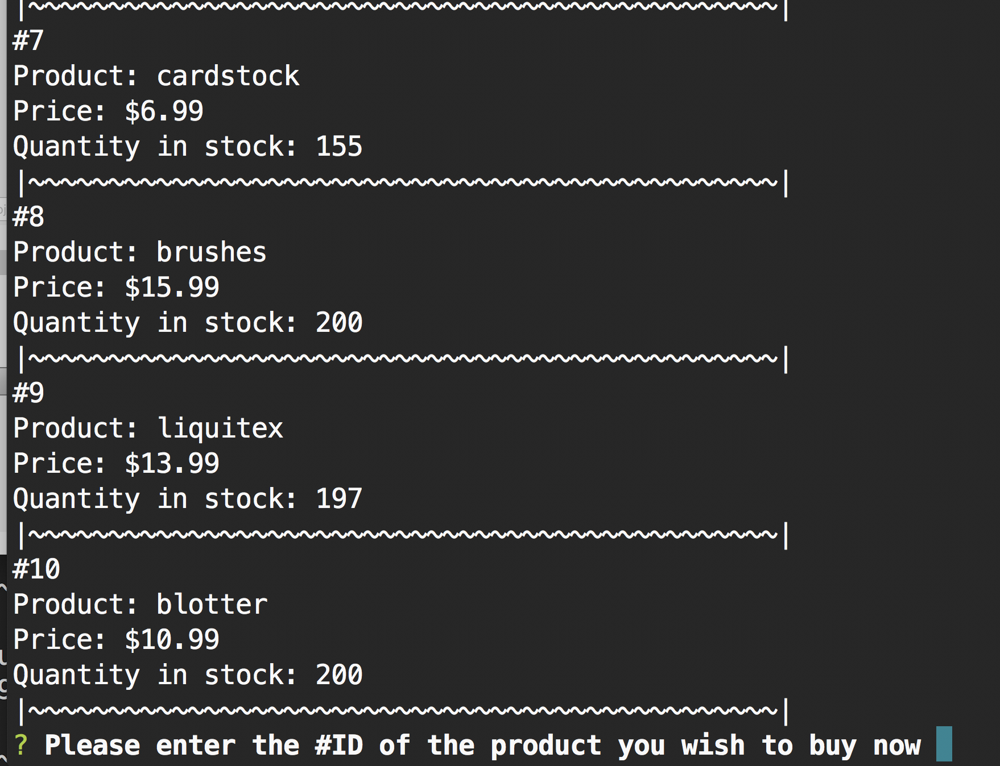 |~~~~~~~~~~~~~~~~~~~~~~~~~~~~~~~~~~~~~~~~~~~~~~~|
#7
Product: cardstock
Price: $6.99
Quantity in stock: 155
|~~~~~~~~~~~~~~~~~~~~~~~~~~~~~~~~~~~~~~~~~~~~~~~|
#8
Product: brushes
Price: $15.99
Quantity in stock: 200
|~~~~~~~~~~~~~~~~~~~~~~~~~~~~~~~~~~~~~~~~~~~~~~~|
#9
Product: liquitex
Price: $13.99
Quantity in stock: 197
|~~~~~~~~~~~~~~~~~~~~~~~~~~~~~~~~~~~~~~~~~~~~~~~|
#10
Product: blotter
Price: $10.99
Quantity in stock: 200
|~~~~~~~~~~~~~~~~~~~~~~~~~~~~~~~~~~~~~~~~~~~~~~~|
? Please enter the #ID of the product you wish to buy now